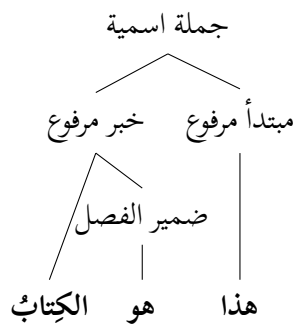 جملة اسمية
مبتدأ مرفوع خبر مرفوع
ضمير الفصل
هذا هو الكِتابُ